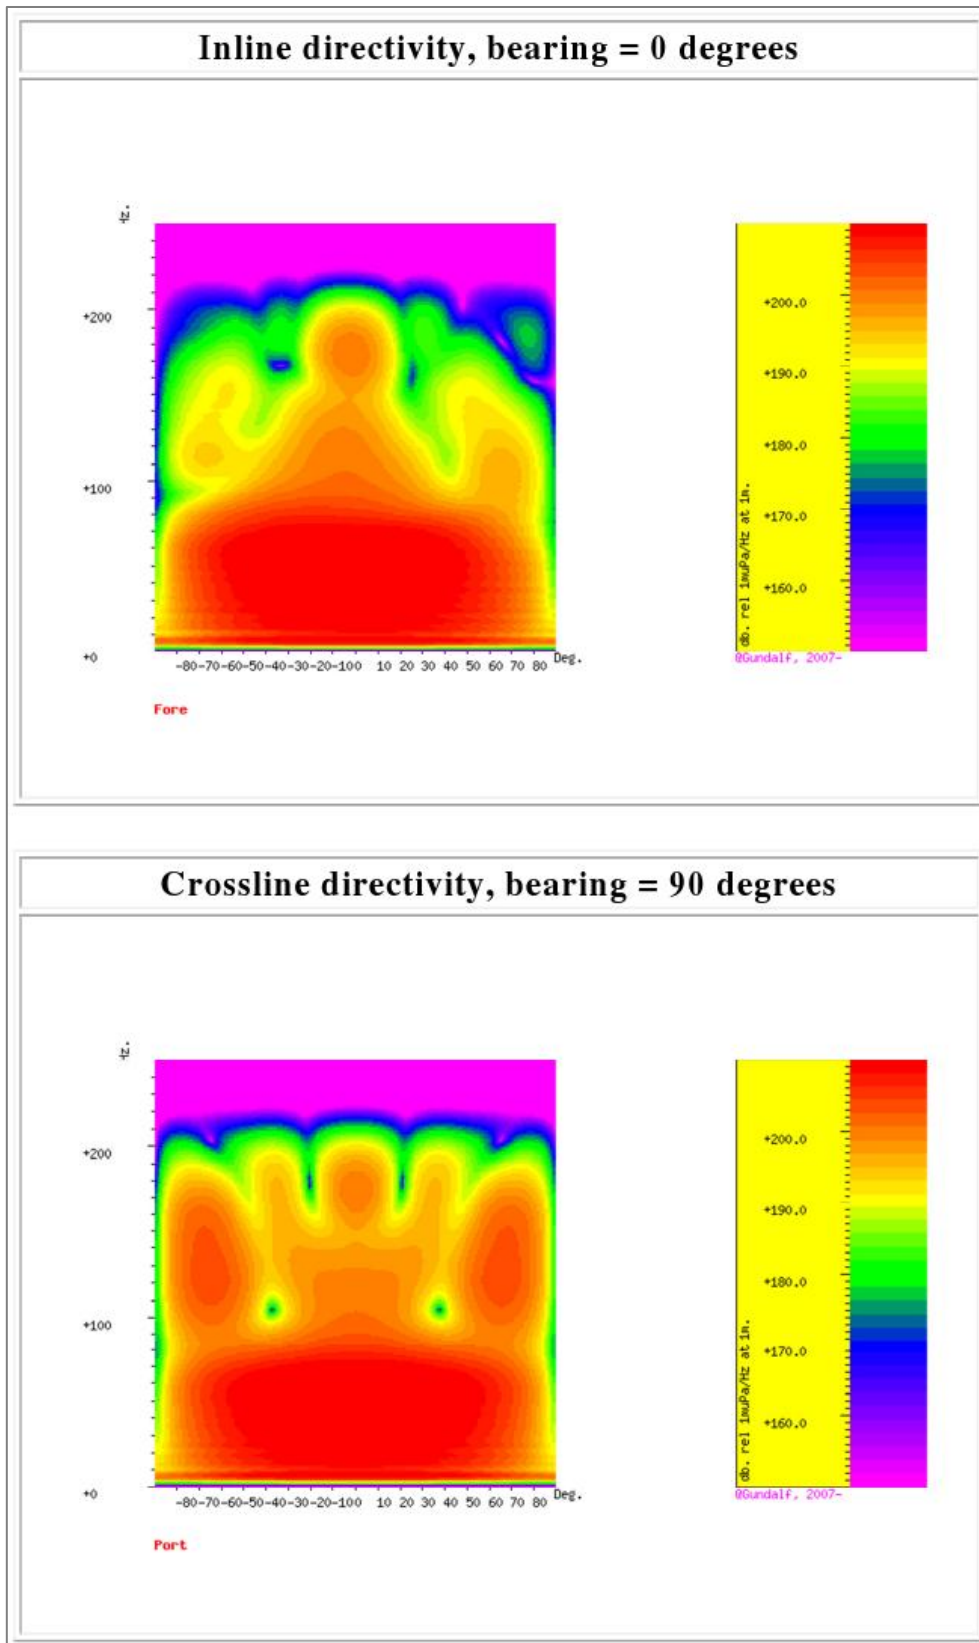 Inline directivity, bearing = 0 degrees
Hz.
+200
+100
+0
-80-70-60-50-40-30-20-100 10 20 30 40 50 60 70 80 Deg.
Fore
+200.0
+190.0
+180.0
+170.0
+160.0
db. rel 1muPa/Hz at 1m.
@Gundalf, 2007-
Crossline directivity, bearing = 90 degrees
Hz.
+200
+100
+0
-80-70-60-50-40-30-20-100 10 20 30 40 50 60 70 80 Deg.
Port
+200.0
+190.0
+180.0
+170.0
+160.0
db. rel 1muPa/Hz at 1m.
@Gundalf, 2007-